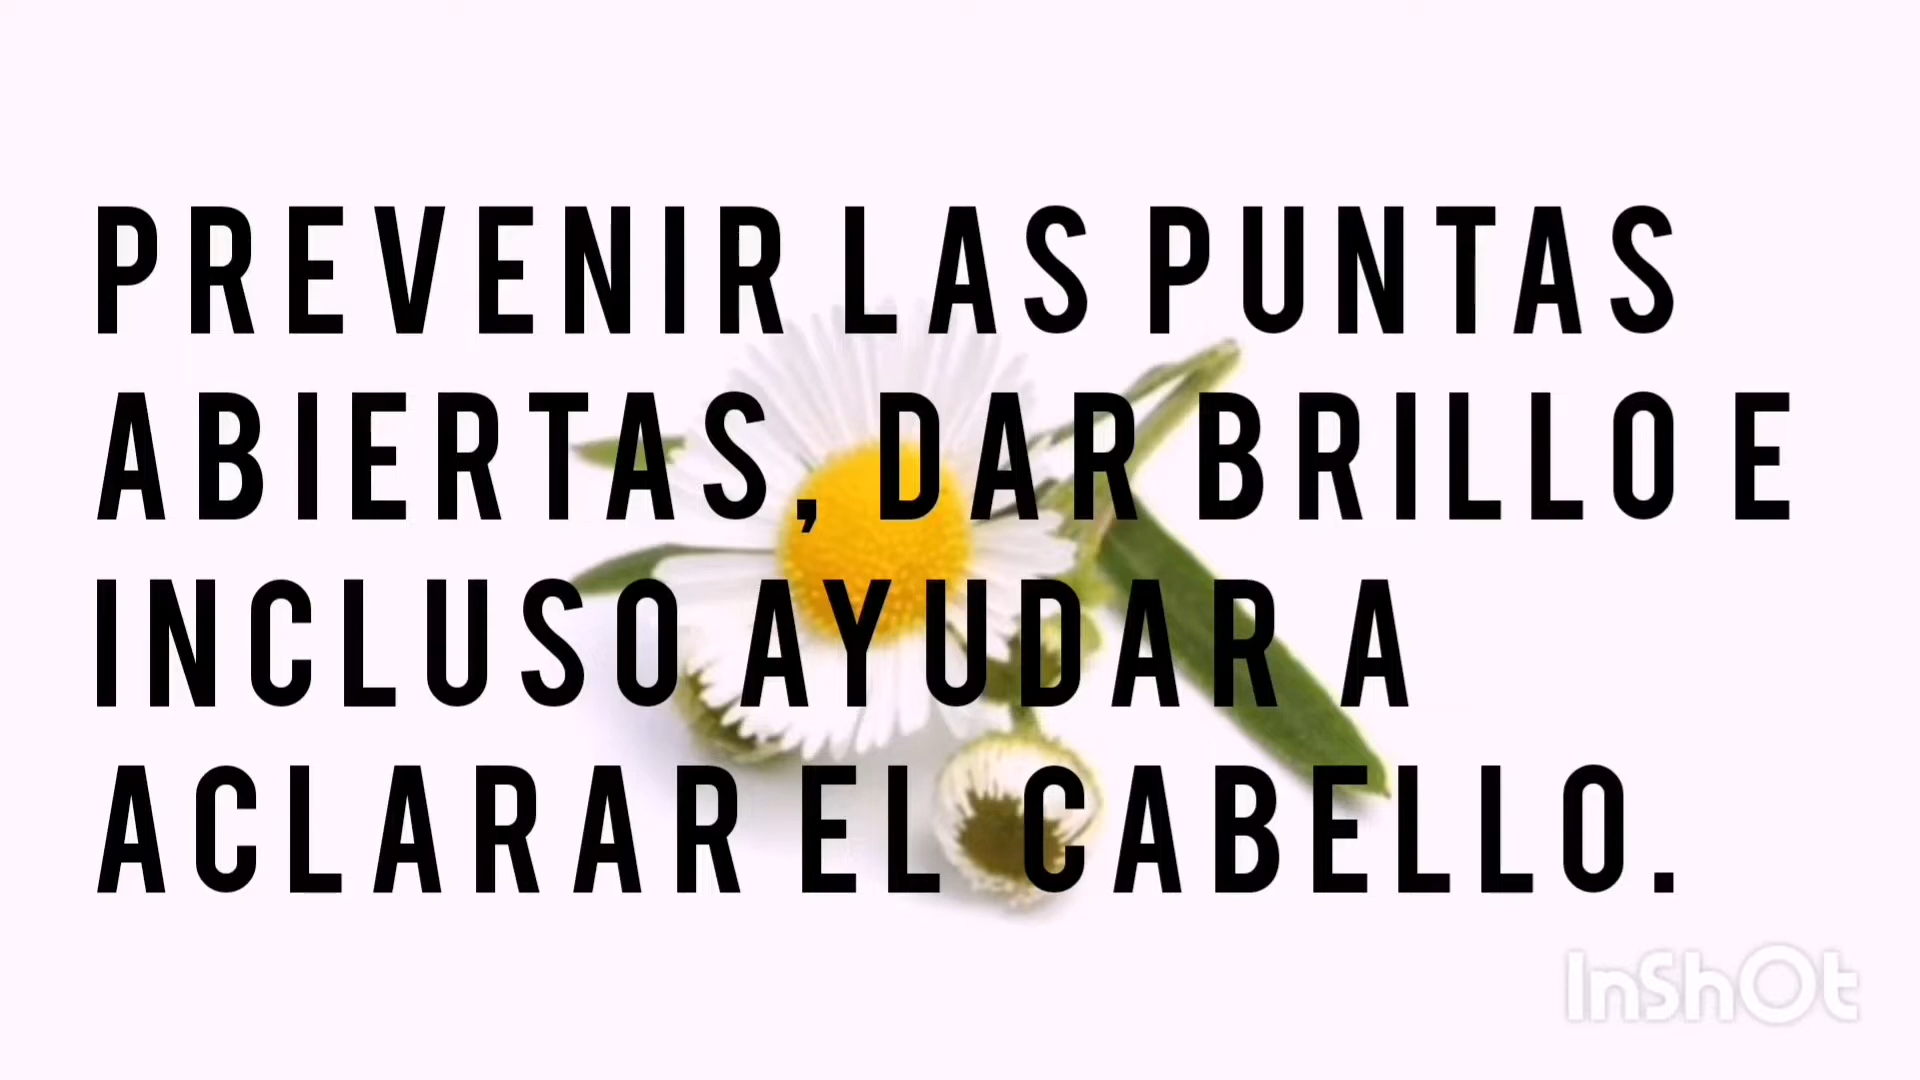 PREVENIR LAS PUNTAS
ABIERTAS, DAR BRILLO E
INCLUSO AYUDAR A
ACLARAR EL CABELLO.
InShOt